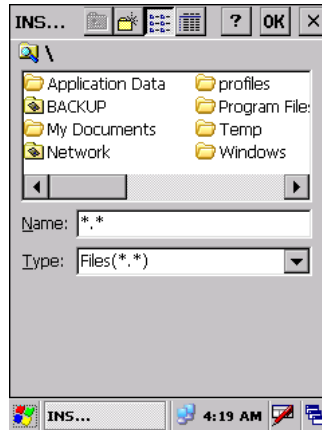 INS... ? OK ×
\
Application Data profiles
BACKUP Program File
My Documents Temp
Network Windows
Name: *.*
Type: Files(*.*)
INS... 4:19 AM